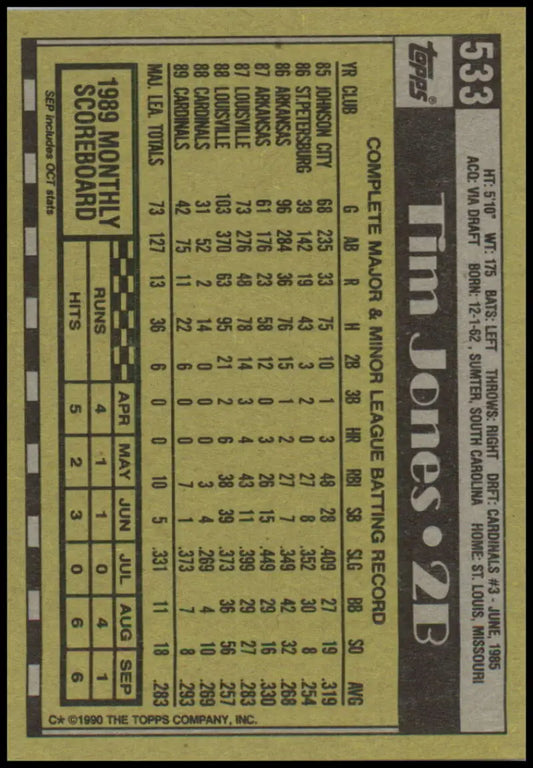 533
HT: 5'10" WT: 175 BATS: LEFT THROWS: RIGHT DRFT: CARDINALS #3 - JUNE, 1985
ACQ: VIA DRAFT BORN: 12-1-62, SUMTER, SOUTH CAROLINA HOME: ST. LOUIS, MISSOURI
Topps®
Tim Jones • 2B
COMPLETE MAJOR & MINOR LEAGUE BATTING RECORD
YR CLUB G AB R H 2B 3B HR RBI SB SLG BB SO AVG
85 JOHNSON CITY 68 235 33 75 10 1 3 48 28 .409 27 19 .319
86 ST.PETERSBURG 39 142 19 43 3 2 0 27 8 .352 30 8 .254
86 ARKANSAS 96 284 36 76 15 1 2 27 7 .349 42 32 .268
87 ARKANSAS 61 176 23 58 12 0 3 26 15 .449 29 16 .330
87 LOUISVILLE 73 276 48 78 14 3 4 43 11 .399 29 27 .283
88 LOUISVILLE 103 370 63 95 21 2 6 38 39 .373 36 56 .257
88 CARDINALS 31 52 2 14 0 0 0 3 4 .269 4 10 .269
89 CARDINALS 42 75 11 22 6 0 0 7 1 .373 7 8 .293
MAJ. LEA. TOTALS 73 127 13 36 6 0 0 10 5 .331 11 18 .283
1989 MONTHLY
SCOREBOARD
SEP includes OCT stats
APR MAY JUN JUL AUG SEP
RUNS 4 1 1 0 4 1
HITS 5 2 3 0 6 6
C* ©1990 THE TOPPS COMPANY, INC.